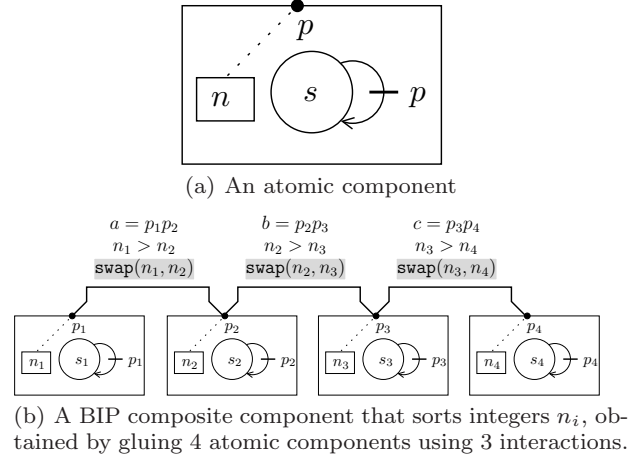 p
n
s
p
(a) An atomic component
a = p₁p₂ b = p₂p₃ c = p₃p₄
n₁ > n₂ n₂ > n₃ n₃ > n₄
swap(n₁, n₂) swap(n₂, n₃) swap(n₃, n₄)
p₁ p₂ p₃ p₄
n₁ s₁ p₁ n₂ s₂ p₂ n₃ s₃ p₃ n₄ s₄ p₄
(b) A BIP composite component that sorts integers nᵢ, ob-
tained by gluing 4 atomic components using 3 interactions.